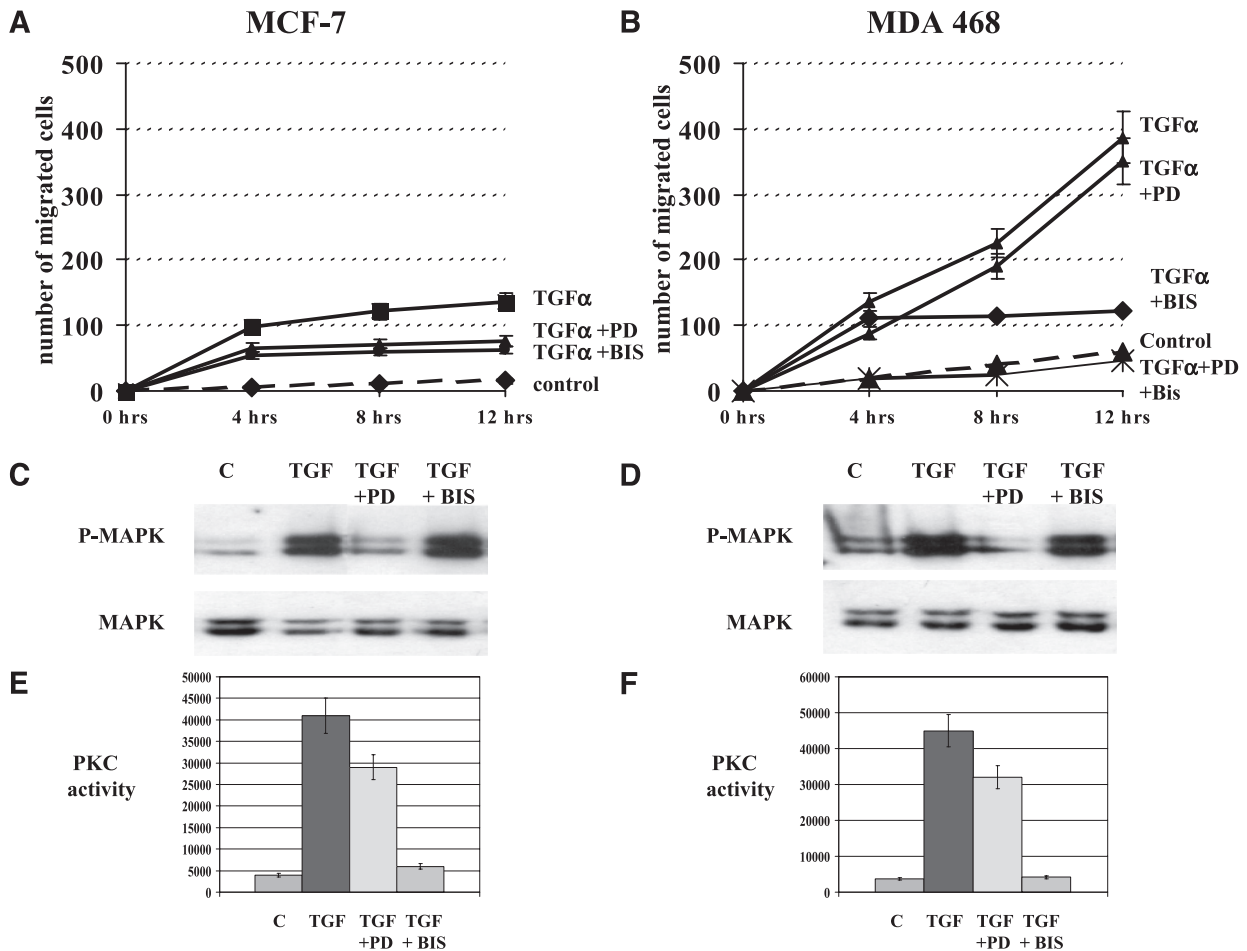 A
MCF-7
number of migrated cells
500
400
300
200
100
0
0 hrs
4 hrs
8 hrs
12 hrs
TGFα
TGFα +PD
TGFα +BIS
control
B
MDA 468
number of migrated cells
500
400
300
200
100
0
0 hrs
4 hrs
8 hrs
12 hrs
TGFα
TGFα
+PD
TGFα
+BIS
Control
TGFα+PD
+Bis
C
C
TGF
TGF
+PD
TGF
+ BIS
P-MAPK
MAPK
D
C
TGF
TGF
+PD
TGF
+ BIS
P-MAPK
MAPK
E
PKC
activity
50000
45000
40000
35000
30000
25000
20000
15000
10000
5000
0
C
TGF
TGF
+PD
TGF
+ BIS
F
PKC
activity
60000
50000
40000
30000
20000
10000
0
C
TGF
TGF
+PD
TGF
+ BIS